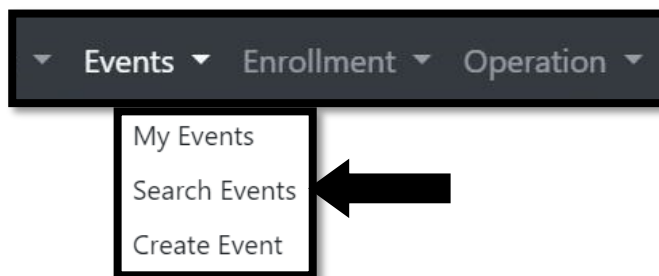 Events Enrollment Operation
My Events
Search Events
Create Event